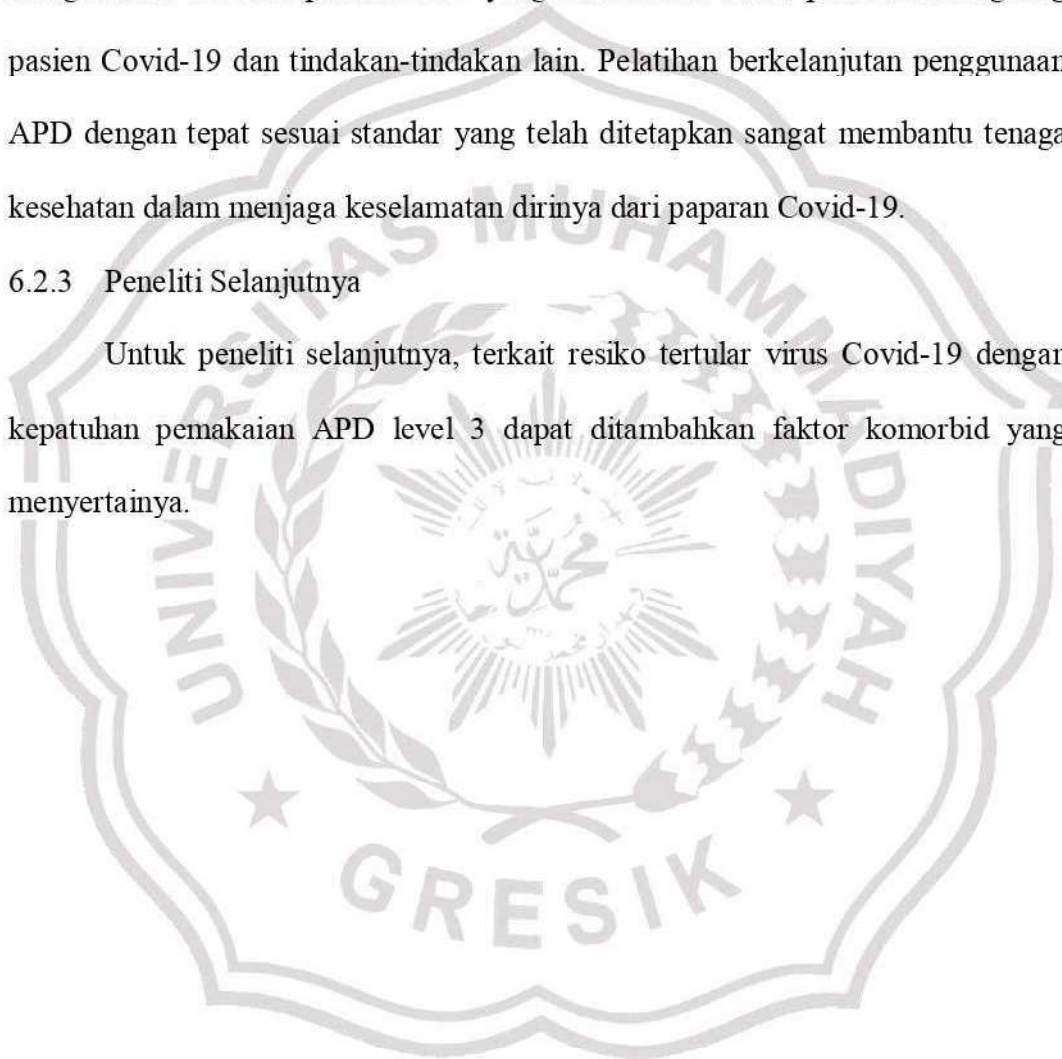 pasien Covid-19 dan tindakan-tindakan lain. Pelatihan berkelanjutan penggunaan
APD dengan tepat sesuai standar yang telah ditetapkan sangat membantu tenaga
kesehatan dalam menjaga keselamatan dirinya dari paparan Covid-19.
6.2.3 Peneliti Selanjutnya
Untuk peneliti selanjutnya, terkait resiko tertular virus Covid-19 dengan
kepatuhan pemakaian APD level 3 dapat ditambahkan faktor komorbid yang
menyertainya.
UNIVERSITAS MUHAMMADIYAH
GRESIK